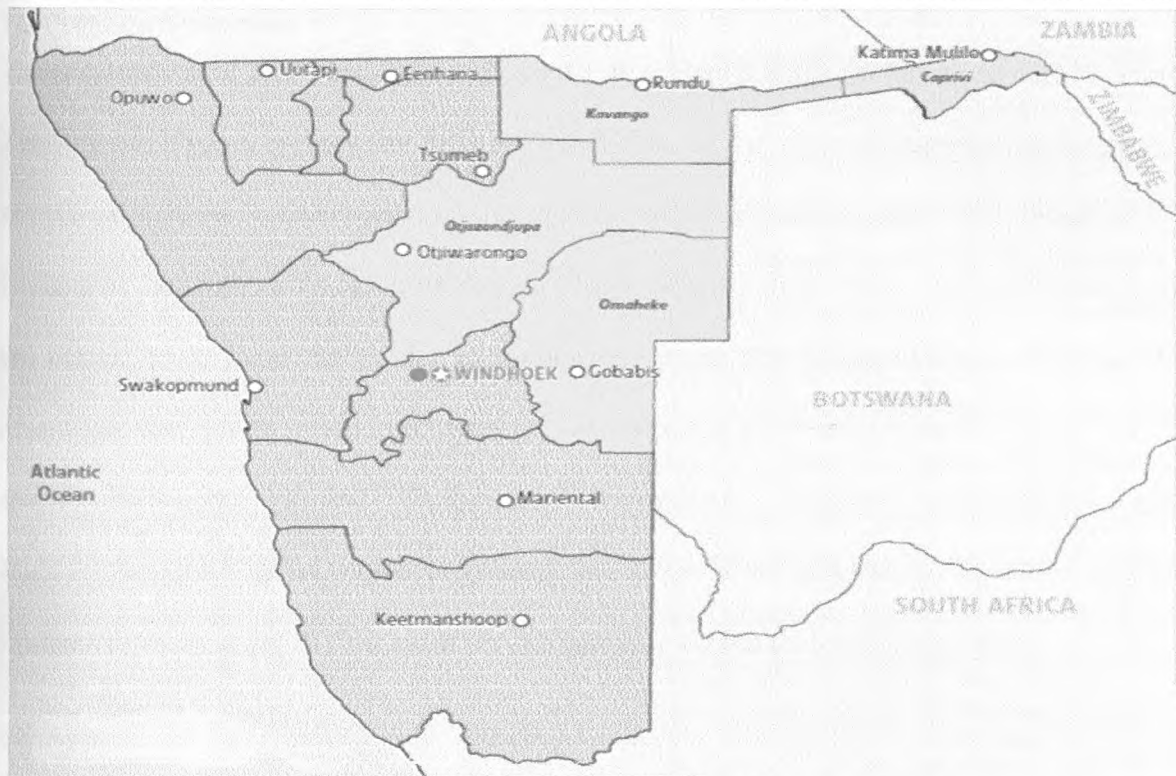 ANGOLA
ZAMBIA
Katima Mulilo
Caprivi
Uutapi
Eenhana
Rundu
Opuwo
Kavango
ZIMBABWE
Tsumeb
Otjozondjupa
Otjiwarongo
Omaheke
WINDHOEK
Gobabis
Swakopmund
BOTSWANA
Atlantic
Ocean
Mariental
SOUTH AFRICA
Keetmanshoop